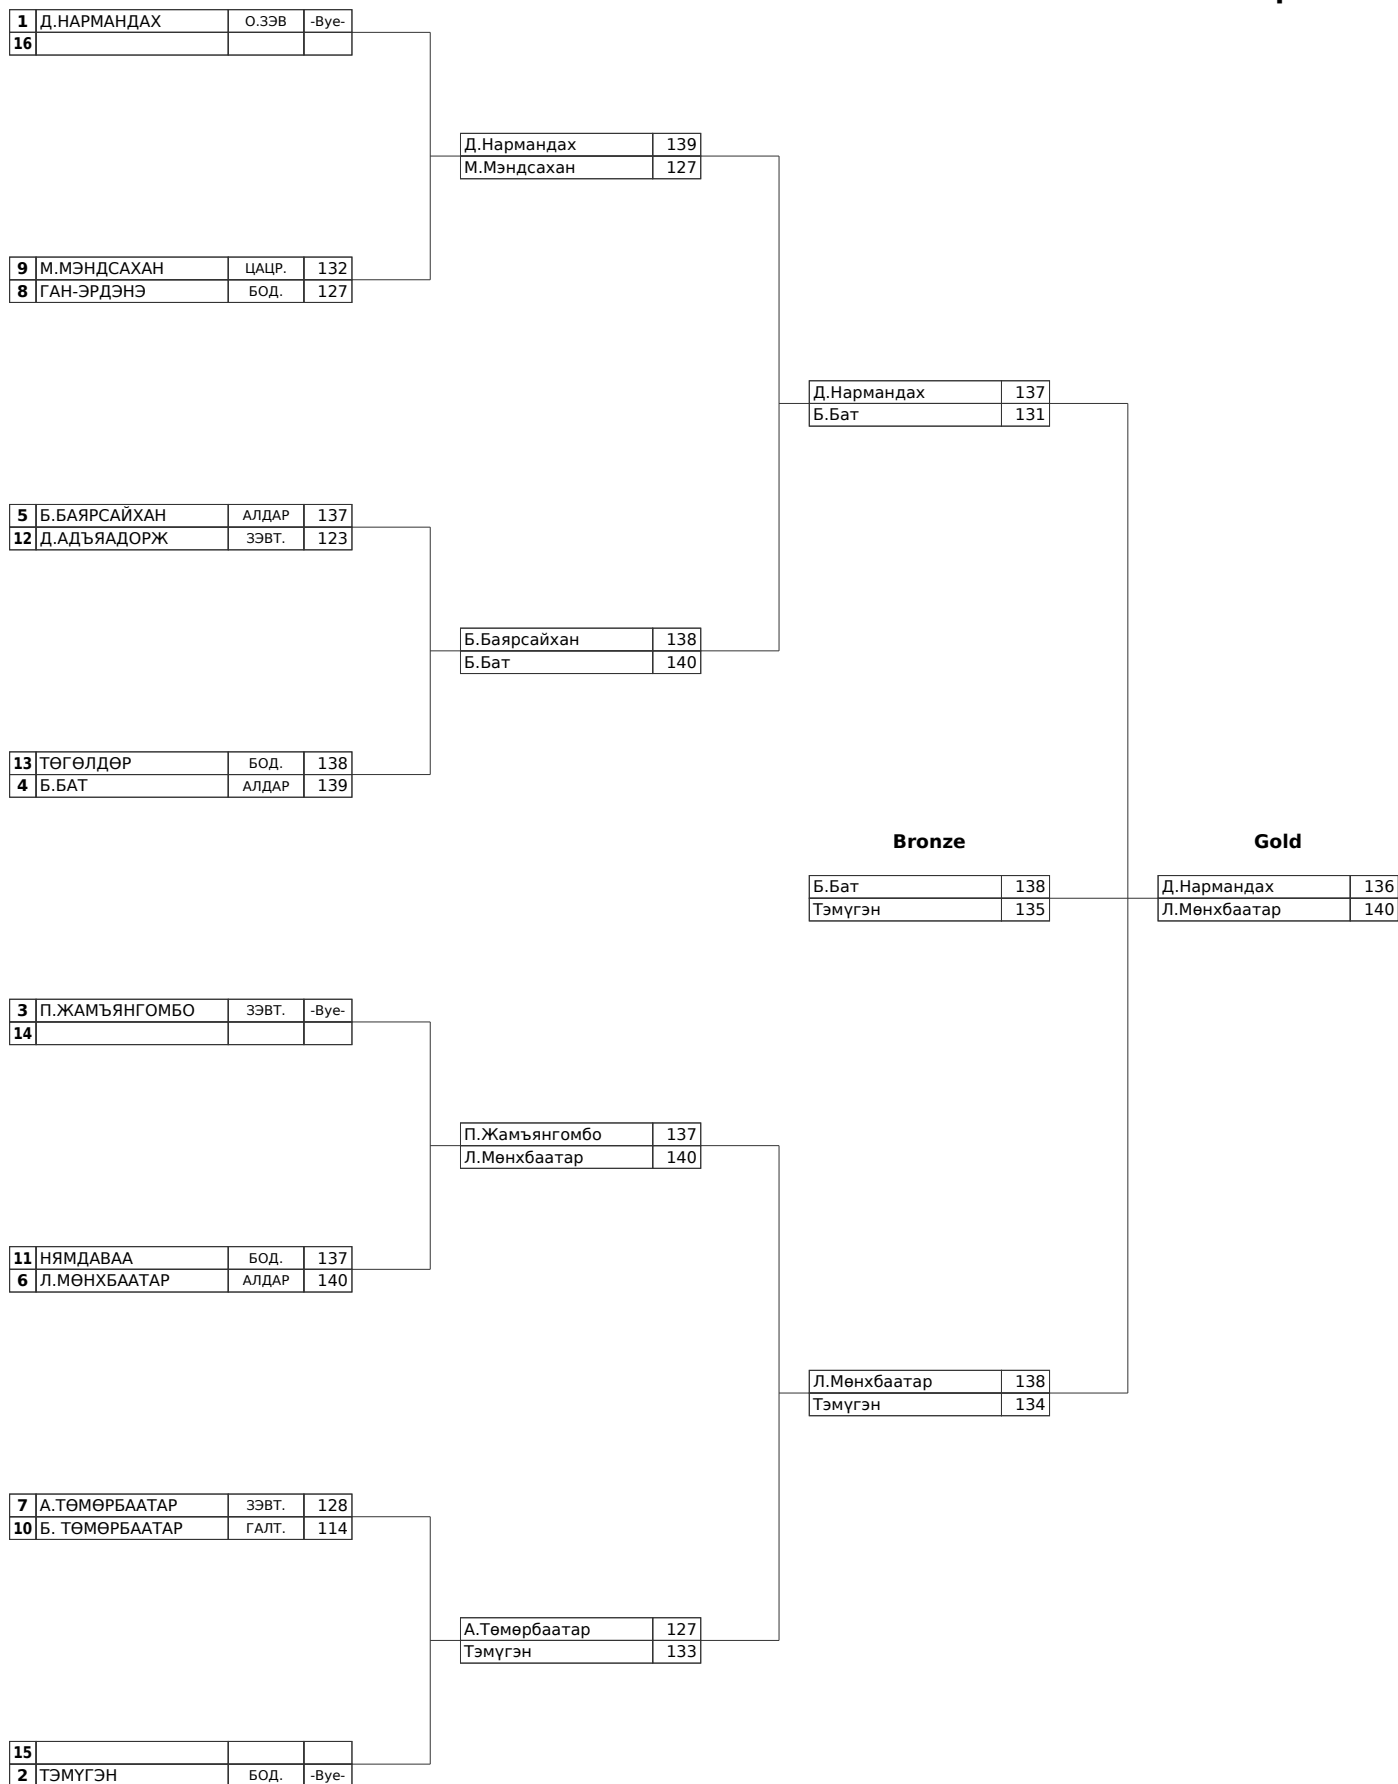 1 Д.НАРМАНДАХ О.ЗЭВ -Bye-
16
Д.Нармандах 139
М.Мэндсахан 127
9 М.МЭНДСАХАН ЦАЦР. 132
8 ГАН-ЭРДЭНЭ БОД. 127
Д.Нармандах 137
Б.Бат 131
5 Б.БАЯРСАЙХАН АЛДАР 137
12 Д.АДЪЯАДОРЖ ЗЭВТ. 123
Б.Баярсайхан 138
Б.Бат 140
13 ТӨГӨЛДӨР БОД. 138
4 Б.БАТ АЛДАР 139
Bronze Gold
Б.Бат 138 Д.Нармандах 136
Тэмүгэн 135 Л.Мөнхбаатар 140
3 П.ЖАМЪЯНГОМБО ЗЭВТ. -Bye-
14
П.Жамъянгомбо 137
Л.Мөнхбаатар 140
11 НЯМДАВАА БОД. 137
6 Л.МӨНХБААТАР АЛДАР 140
Л.Мөнхбаатар 138
Тэмүгэн 134
7 А.ТӨМӨРБААТАР ЗЭВТ. 128
10 Б. ТӨМӨРБААТАР ГАЛТ. 114
А.Төмөрбаатар 127
Тэмүгэн 133
15
2 ТЭМҮГЭН БОД. -Bye-